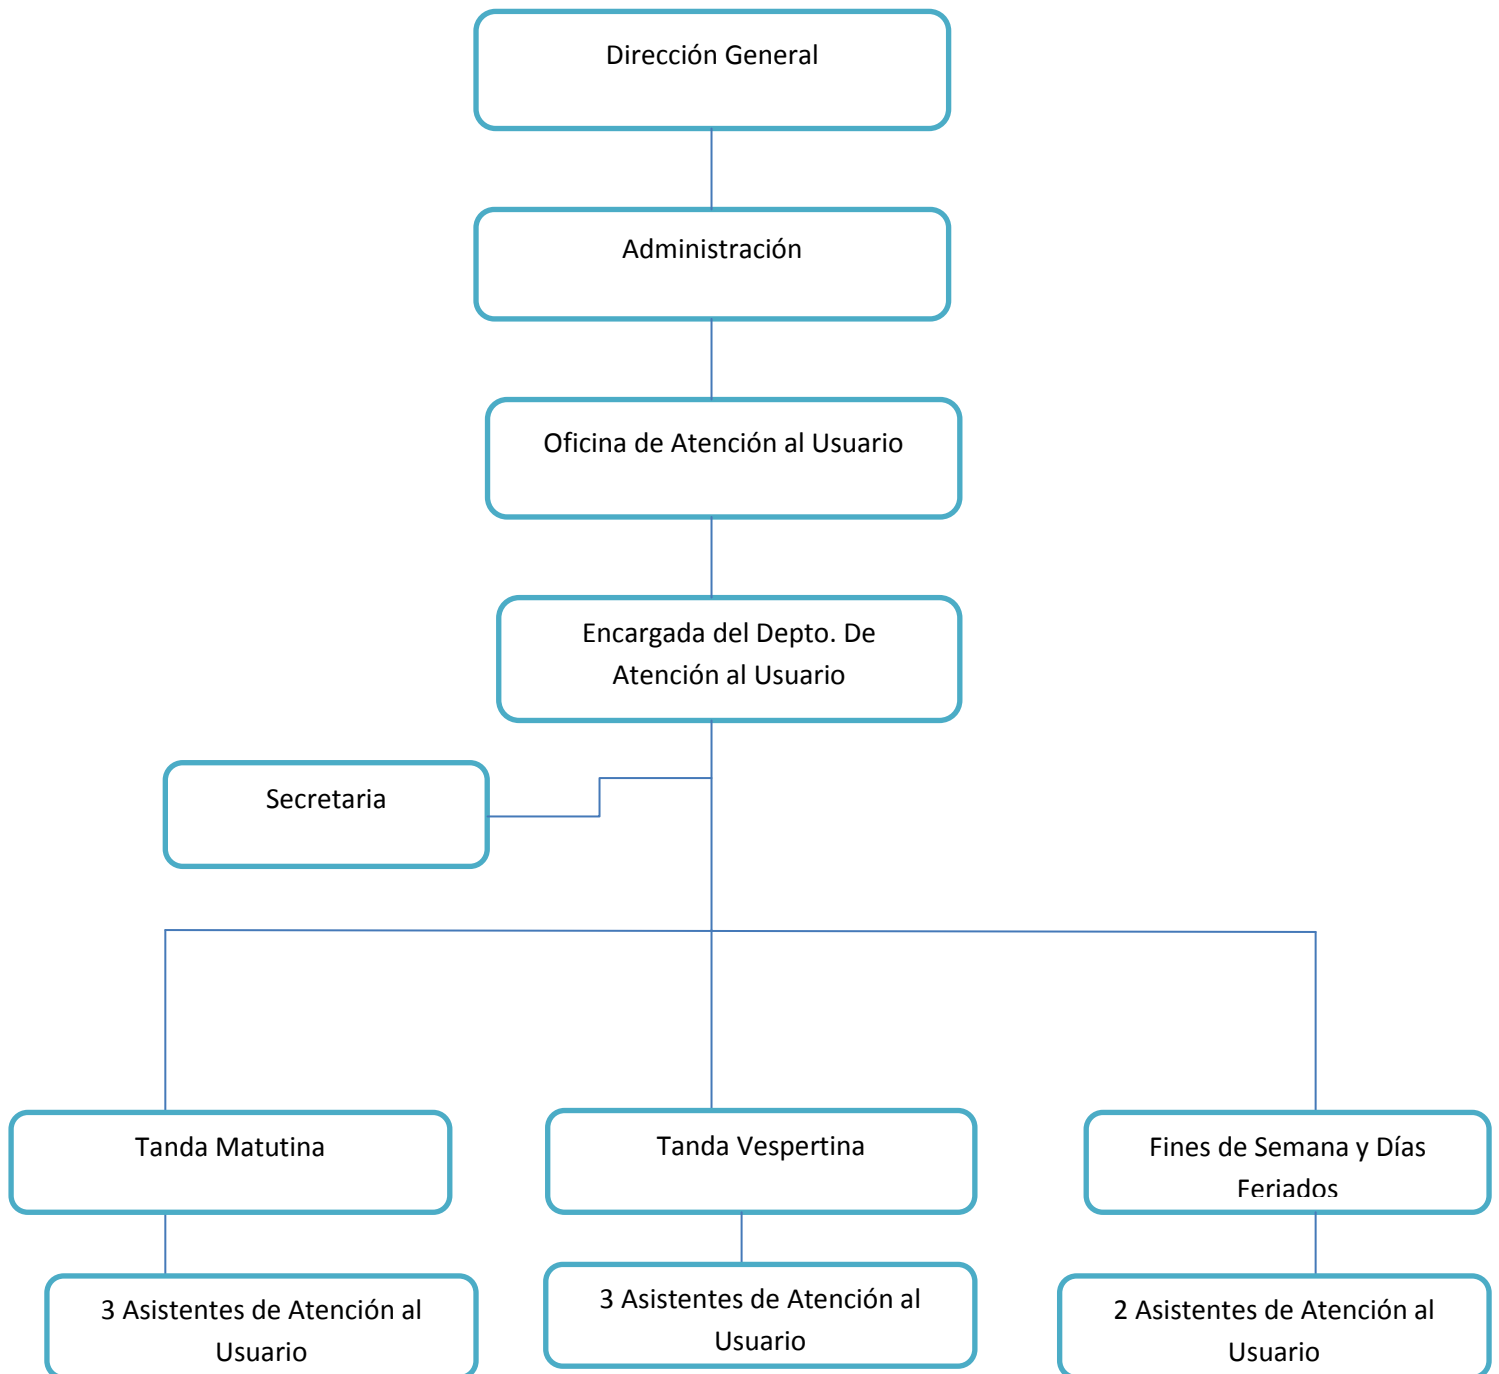 Dirección General
Administración
Oficina de Atención al Usuario
Encargada del Depto. De
Atención al Usuario
Secretaria
Tanda Matutina
Tanda Vespertina
Fines de Semana y Días
Feriados
3 Asistentes de Atención al
Usuario
3 Asistentes de Atención al
Usuario
2 Asistentes de Atención al
Usuario